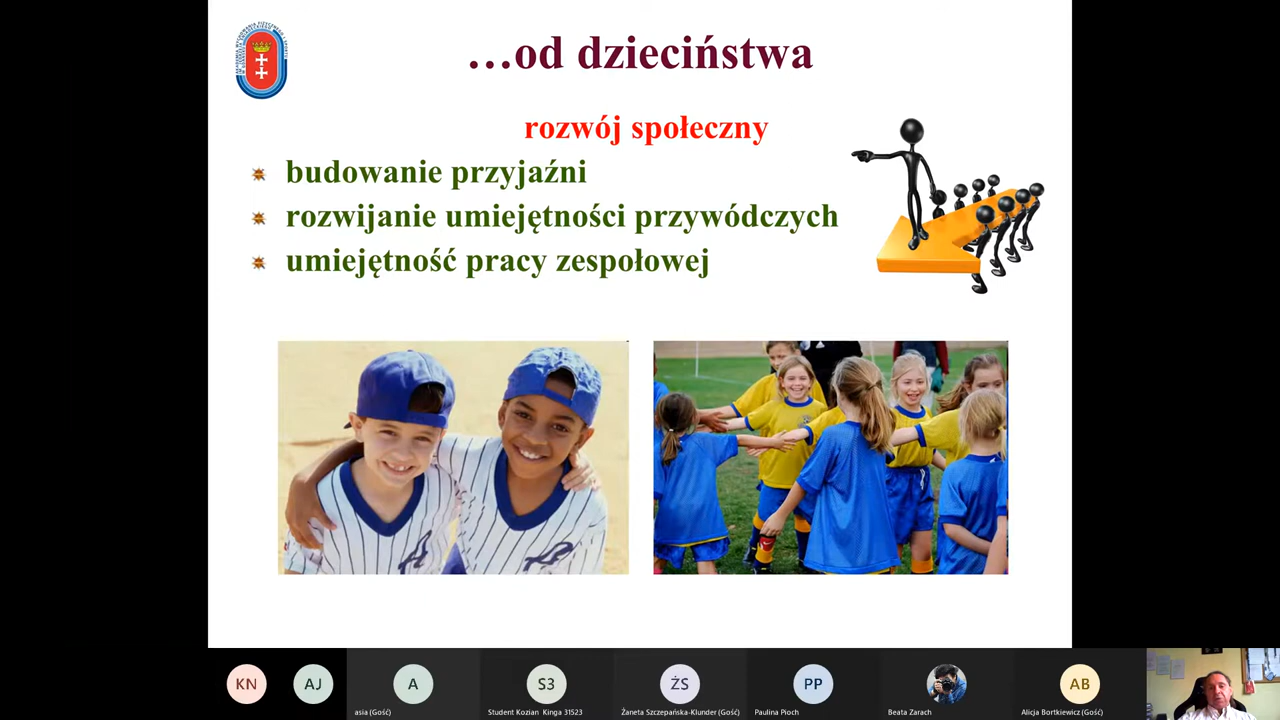 …od dzieciństwa
rozwój społeczny
budowanie przyjaźni
rozwijanie umiejętności przywódczych
umiejętność pracy zespołowej
KN
AJ
A
S3
ŻS
PP
AB
asia (Gość)
Student Kozian Kinga 31523
Żaneta Szczepańska-Klunder (Gość)
Paulina Pioch
Beata Zarach
Alicja Bortkiewicz (Gość)